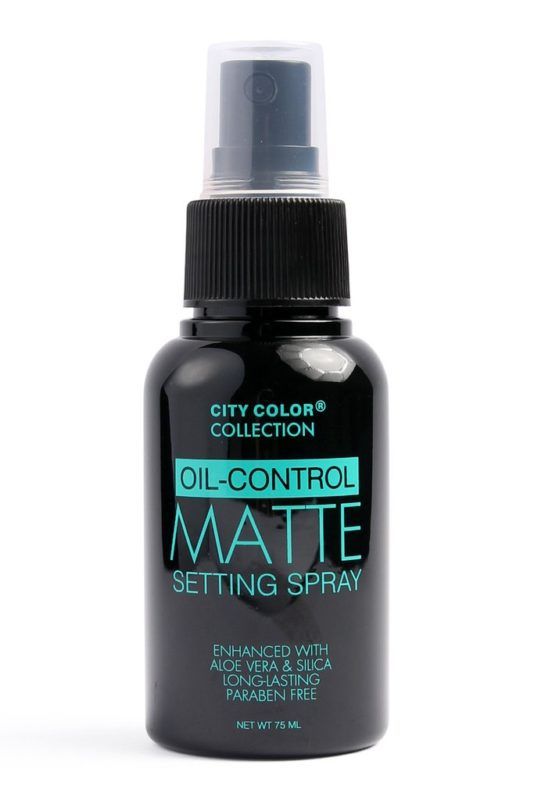 CITY COLOR®
COLLECTION
OIL-CONTROL
MATTE
SETTING SPRAY
ENHANCED WITH
ALOE VERA & SILICA
LONG-LASTING
PARABEN FREE
NET WT 75 ML